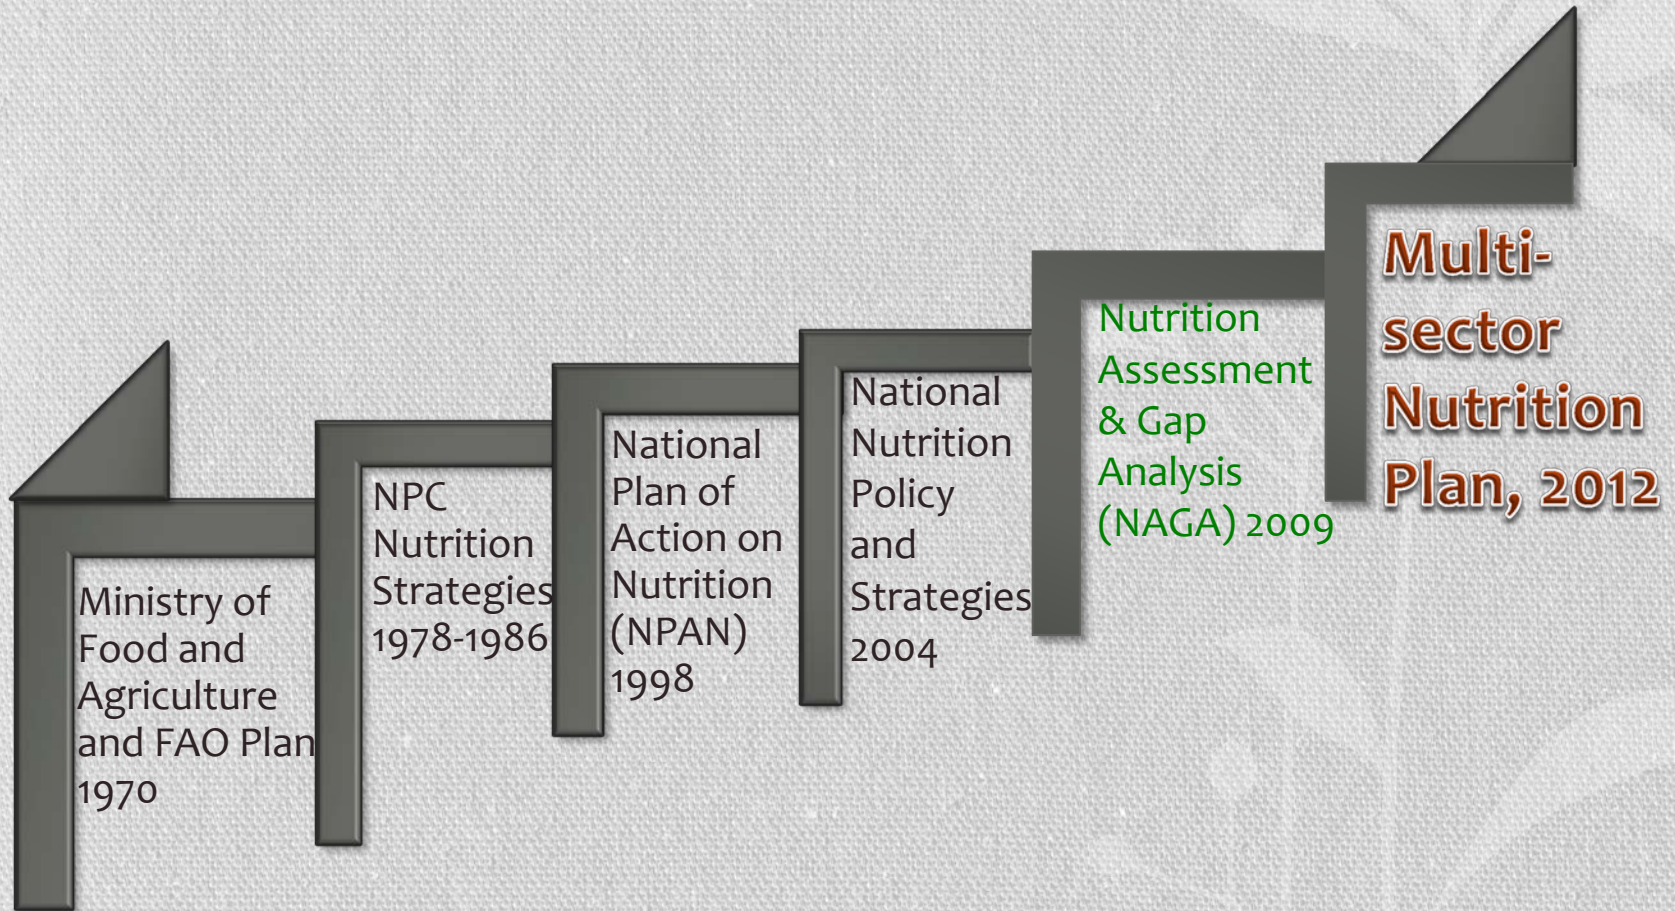 Ministry of
Food and
Agriculture
and FAO Plan
1970
NPC
Nutrition
Strategies
1978-1986
National
Plan of
Action on
Nutrition
(NPAN)
1998
National
Nutrition
Policy
and
Strategies
2004
Nutrition
Assessment
& Gap
Analysis
(NAGA) 2009
Multi-
sector
Nutrition
Plan, 2012